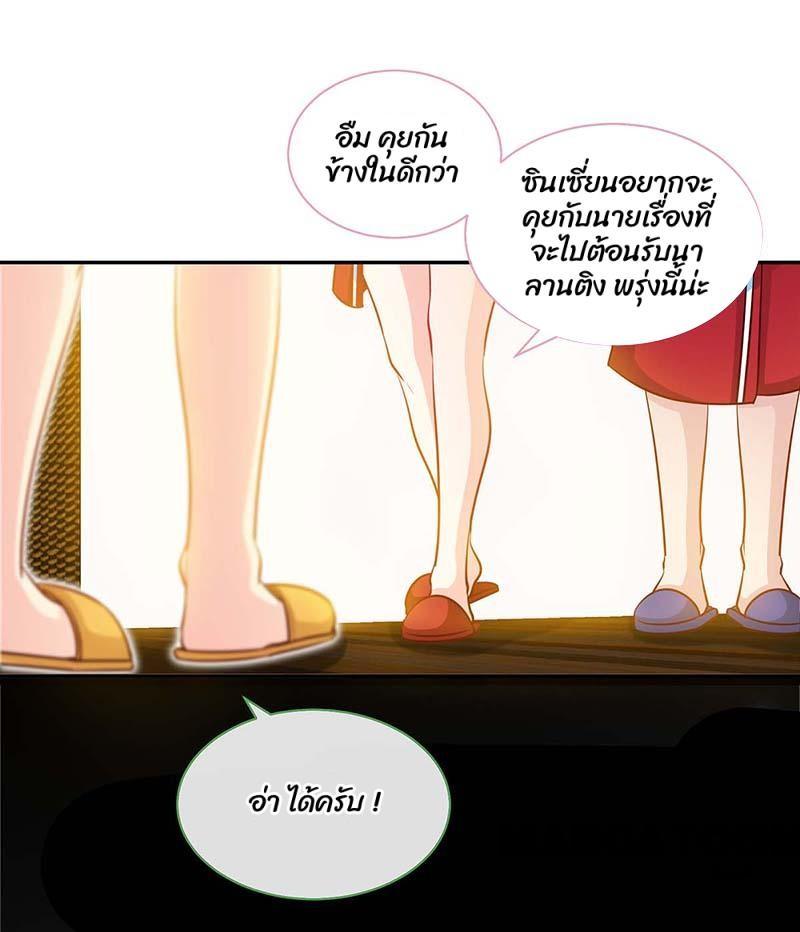 อืม คุยกัน
ข้างในดีกว่า
ซินเซี่ยนอยากจะ
คุยกับนายเรื่องที่
จะไปต้อนรับนา
ลานติง พรุ่งนี้น่ะ
อ่า ได้ครับ !